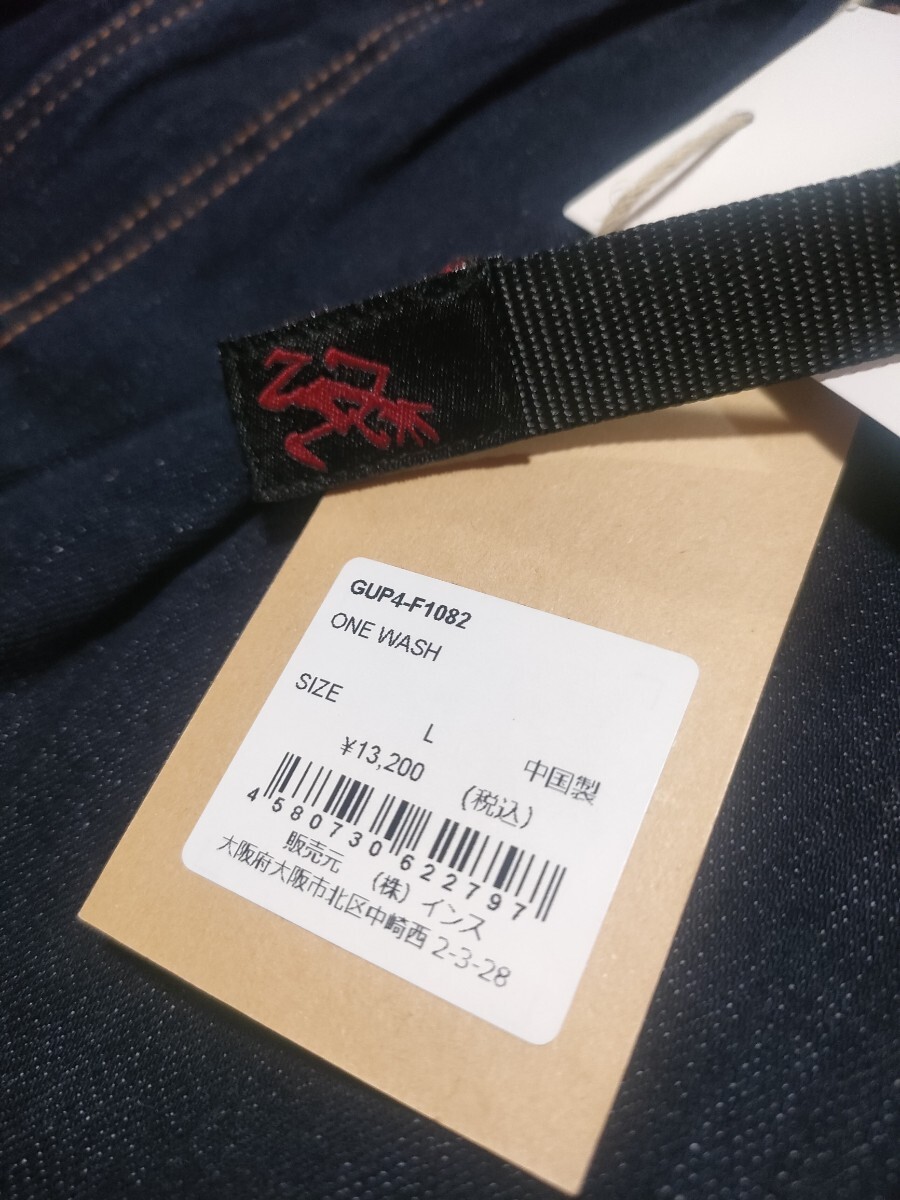 GUP4-F1082
ONE WASH
SIZE
L
¥13,200
中国製
(税込)
4580730622797
販売元 (株) インス
大阪府大阪市北区中崎西 2-3-28